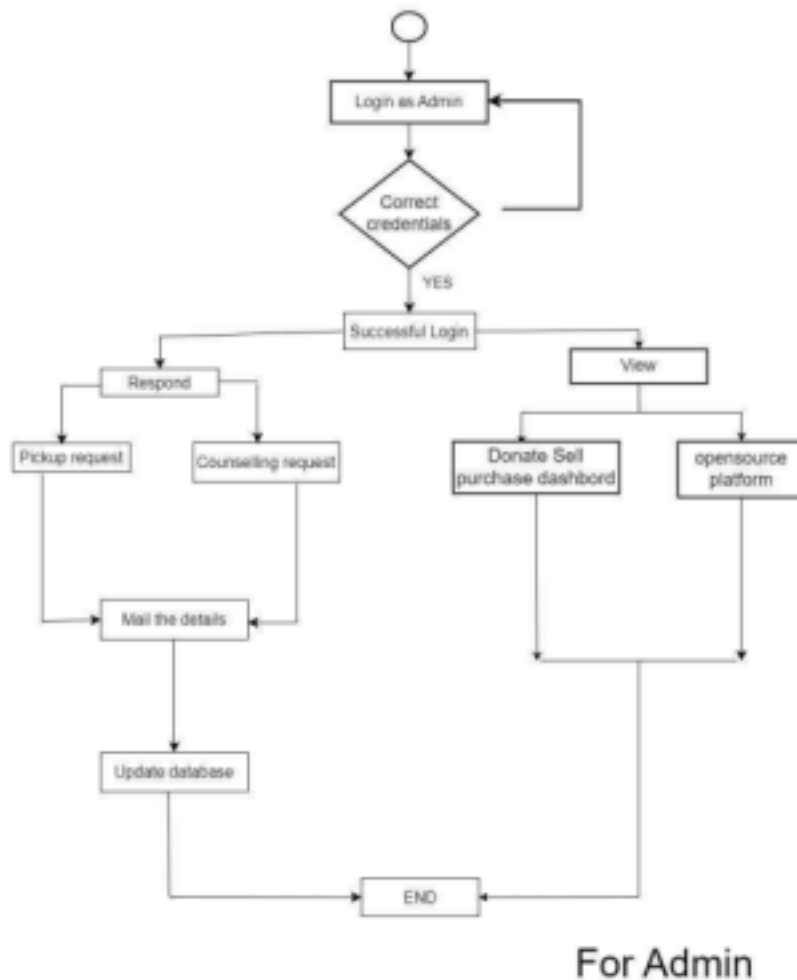 Login as Admin
Correct
credentials
YES
Successful Login
Respond
View
Pickup request
Counselling request
Donate Sell
purchase dashbord
opensource
platform
Mail the details
Update database
END
For Admin